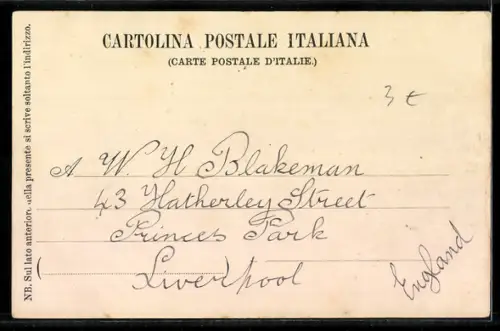 CARTOLINA POSTALE ITALIANA
(CARTE POSTALE D'ITALIE.)
3 €
A W. H Blakeman
43 Hatherley Street
Princes Park
Liverpool
England
NB. Sul lato anteriore della presente si scrive soltanto l'indirizzo.